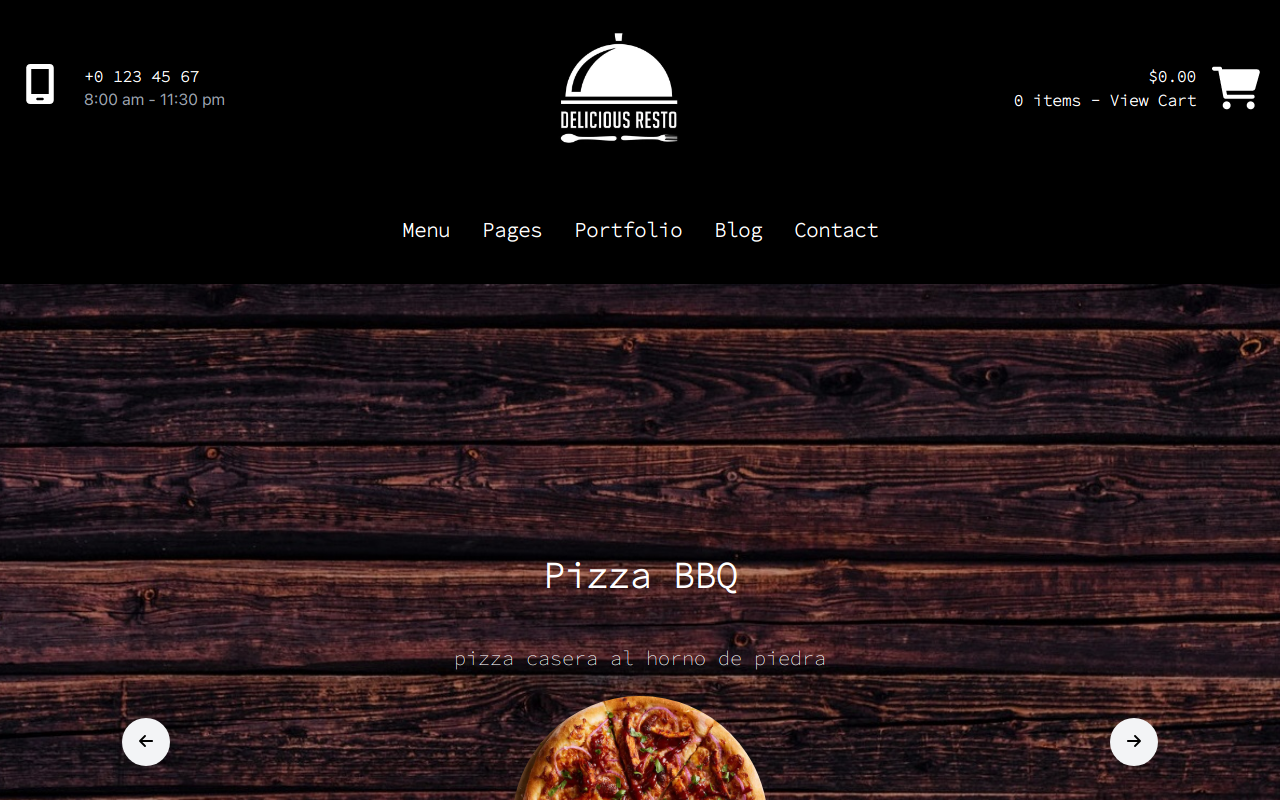 +0 123 45 67
8:00 am - 11:30 pm
DELICIOUS RESTO
$0.00
0 items - View Cart
Menu Pages Portfolio Blog Contact
Pizza BBQ
pizza casera al horno de piedra